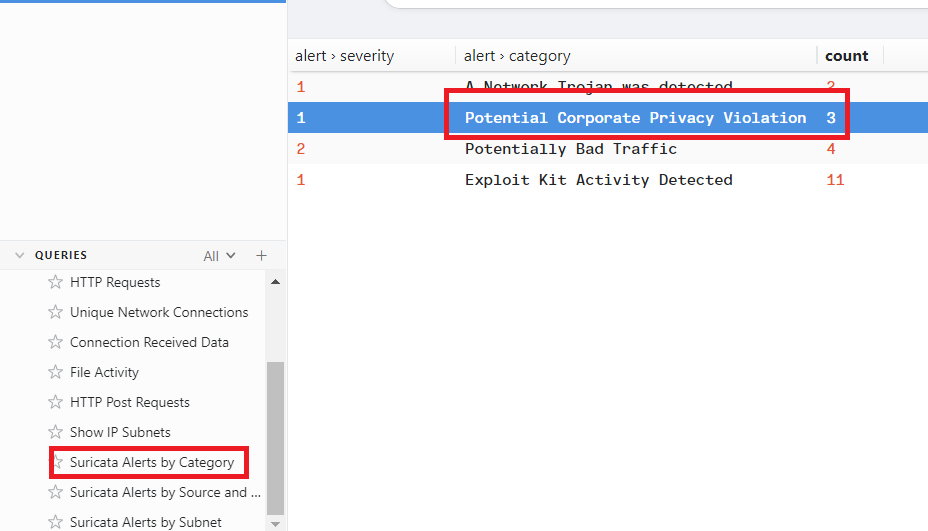 alert › severity alert › category count
1 A Network Trojan was detected 2
1 Potential Corporate Privacy Violation 3
2 Potentially Bad Traffic 4
1 Exploit Kit Activity Detected 11
QUERIES All +
HTTP Requests
Unique Network Connections
Connection Received Data
File Activity
HTTP Post Requests
Show IP Subnets
Suricata Alerts by Category
Suricata Alerts by Source and ...
Suricata Alerts by Subnet